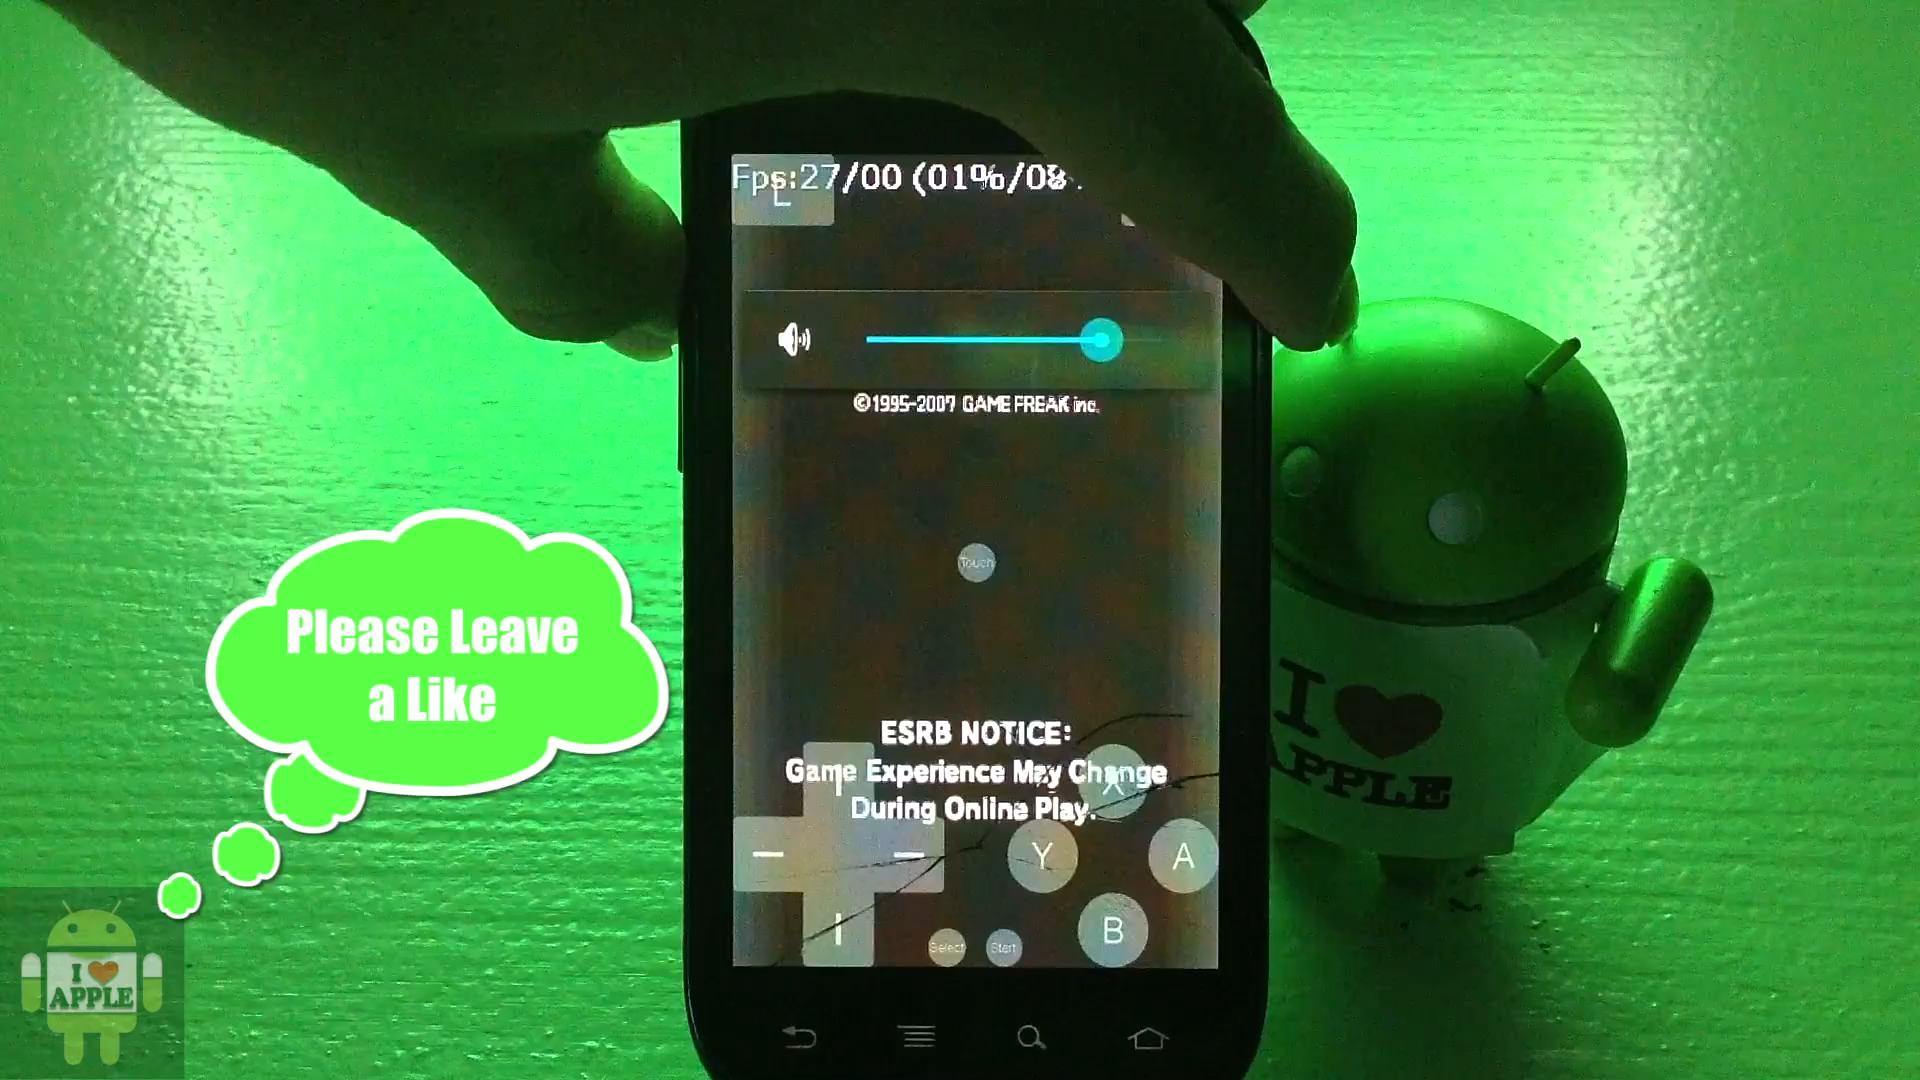 Fps:27/00 (01%/08
L
©1995-2007 GAME FREAK inc.
Touch
ESRB NOTICE:
Game Experience May Change
During Online Play.
X
Y
A
B
Select
Start
Please Leave
a Like
I
APPLE
I
APPLE